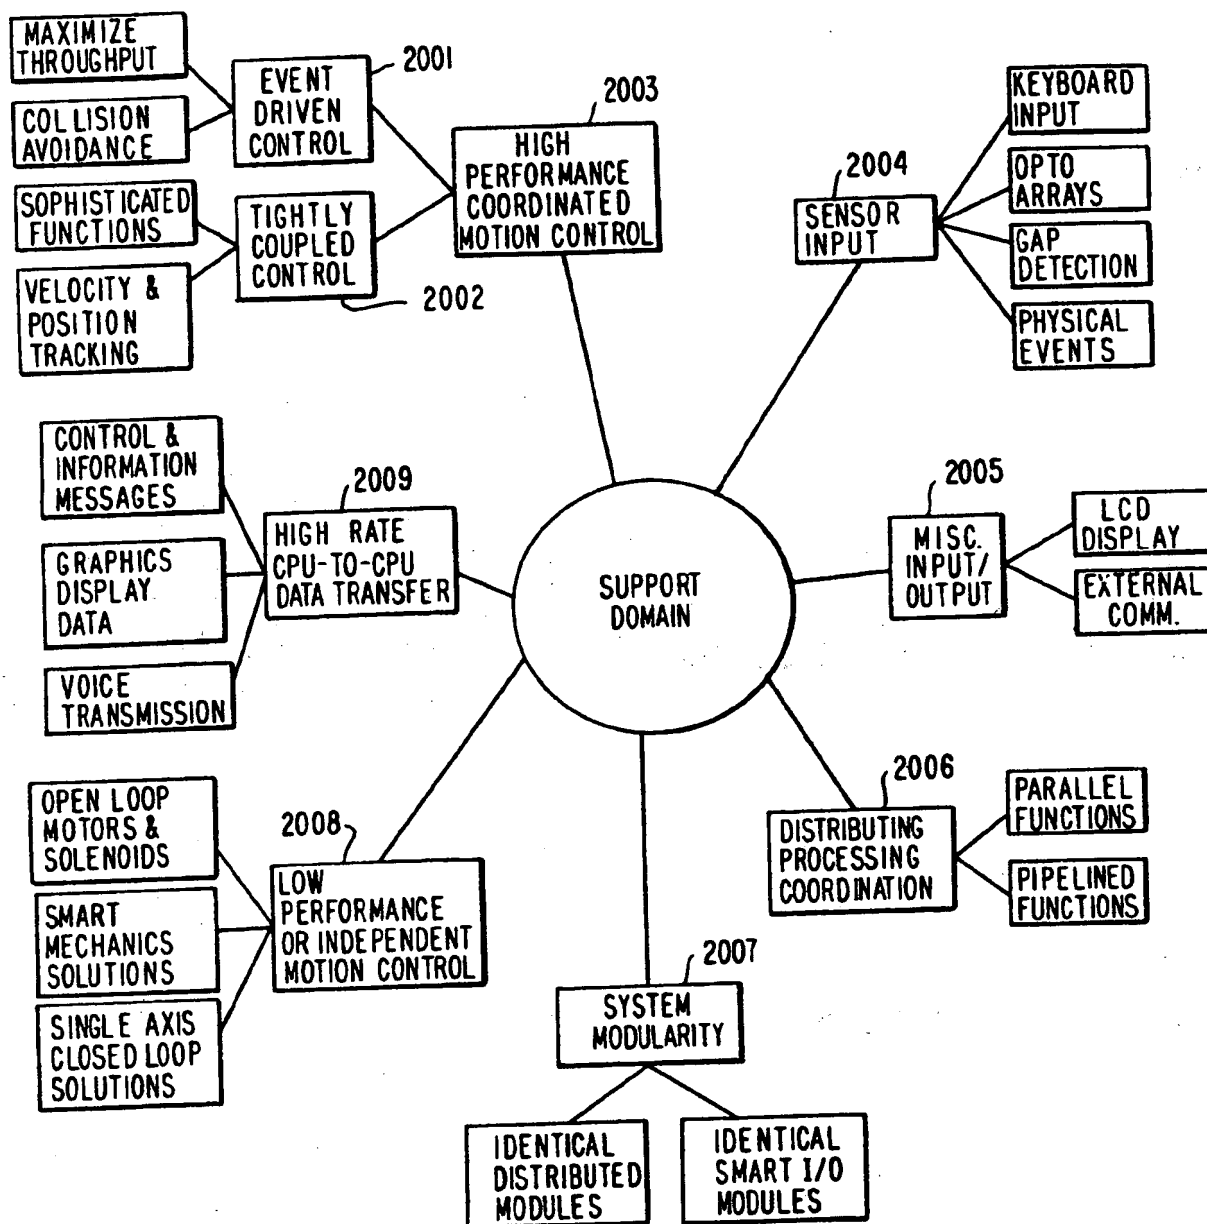 MAXIMIZE
THROUGHPUT
COLLISION
AVOIDANCE
SOPHISTICATED
FUNCTIONS
VELOCITY &
POSITION
TRACKING
EVENT
DRIVEN
CONTROL
2001
TIGHTLY
COUPLED
CONTROL
2002
2003
HIGH
PERFORMANCE
COORDINATED
MOTION CONTROL
2004
SENSOR
INPUT
KEYBOARD
INPUT
OPTO
ARRAYS
GAP
DETECTION
PHYSICAL
EVENTS
CONTROL &
INFORMATION
MESSAGES
GRAPHICS
DISPLAY
DATA
VOICE
TRANSMISSION
2009
HIGH RATE
CPU-TO-CPU
DATA TRANSFER
SUPPORT
DOMAIN
2005
MISC.
INPUT/
OUTPUT
LCD
DISPLAY
EXTERNAL
COMM.
OPEN LOOP
MOTORS &
SOLENOIDS
SMART
MECHANICS
SOLUTIONS
SINGLE AXIS
CLOSED LOOP
SOLUTIONS
2008
LOW
PERFORMANCE
OR INDEPENDENT
MOTION CONTROL
2006
DISTRIBUTING
PROCESSING
COORDINATION
PARALLEL
FUNCTIONS
PIPELINED
FUNCTIONS
2007
SYSTEM
MODULARITY
IDENTICAL
DISTRIBUTED
MODULES
IDENTICAL
SMART I/O
MODULES